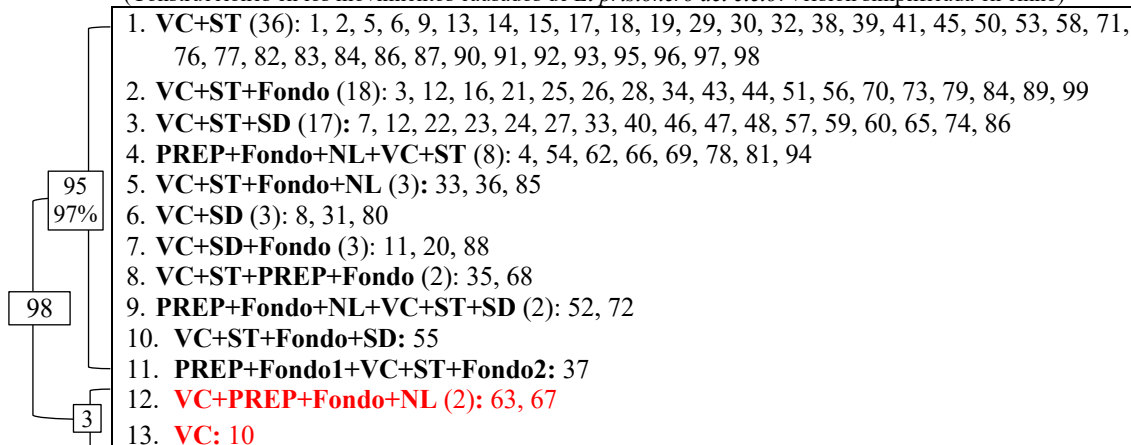 1. VC+ST (36): 1, 2, 5, 6, 9, 13, 14, 15, 17, 18, 19, 29, 30, 32, 38, 39, 41, 45, 50, 53, 58, 71,
76, 77, 82, 83, 84, 86, 87, 90, 91, 92, 93, 95, 96, 97, 98
2. VC+ST+Fondo (18): 3, 12, 16, 21, 25, 26, 28, 34, 43, 44, 51, 56, 70, 73, 79, 84, 89, 99
3. VC+ST+SD (17): 7, 12, 22, 23, 24, 27, 33, 40, 46, 47, 48, 57, 59, 60, 65, 74, 86
4. PREP+Fondo+NL+VC+ST (8): 4, 54, 62, 66, 69, 78, 81, 94
5. VC+ST+Fondo+NL (3): 33, 36, 85
6. VC+SD (3): 8, 31, 80
7. VC+SD+Fondo (3): 11, 20, 88
8. VC+ST+PREP+Fondo (2): 35, 68
9. PREP+Fondo+NL+VC+ST+SD (2): 52, 72
10. VC+ST+Fondo+SD: 55
11. PREP+Fondo1+VC+ST+Fondo2: 37
12. VC+PREP+Fondo+NL (2): 63, 67
13. VC: 10
95
97%
98
3